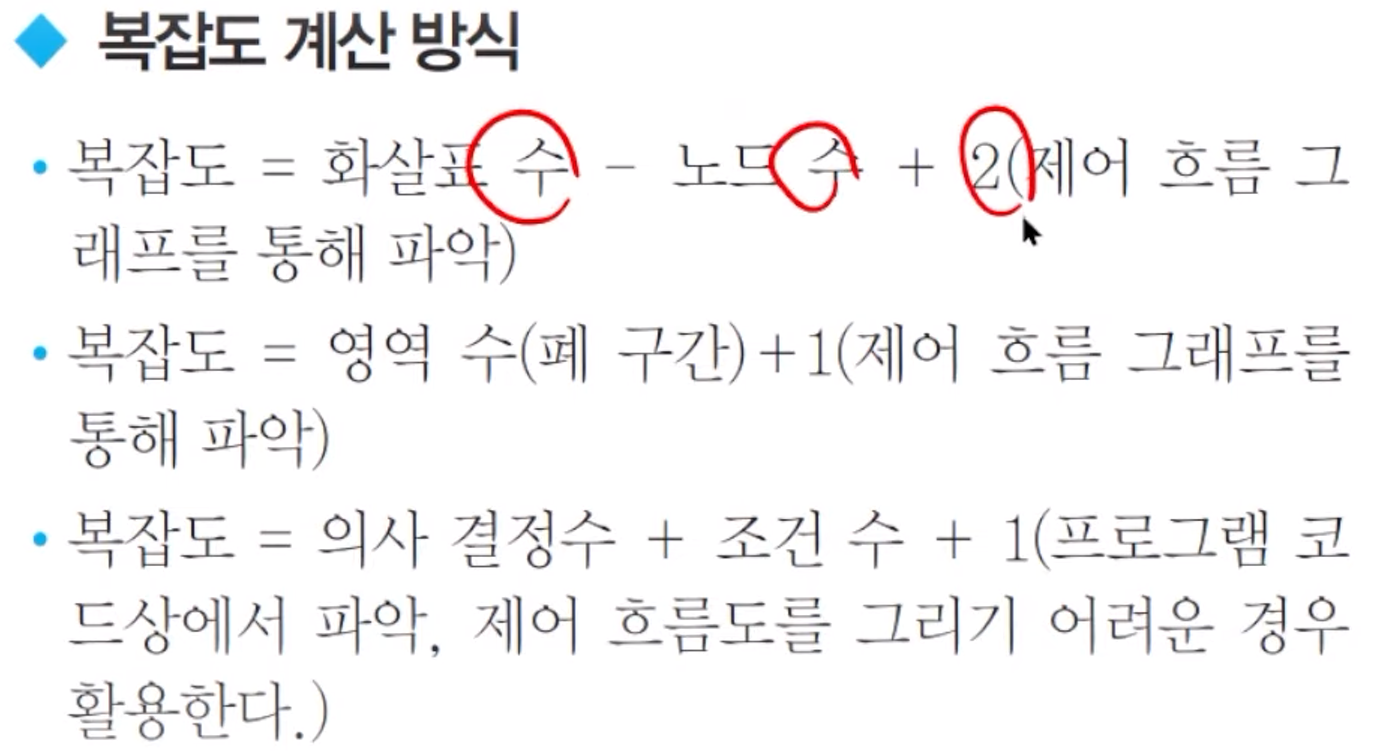 복잡도 계산 방식
복잡도 = 화살표 수 - 노드 수 + 2(제어 흐름 그
래프를 통해 파악)
복잡도 = 영역 수(폐 구간)+1(제어 흐름 그래프를
통해 파악)
복잡도 = 의사 결정수 + 조건 수 + 1(프로그램 코
드상에서 파악, 제어 흐름도를 그리기 어려운 경우
활용한다.)